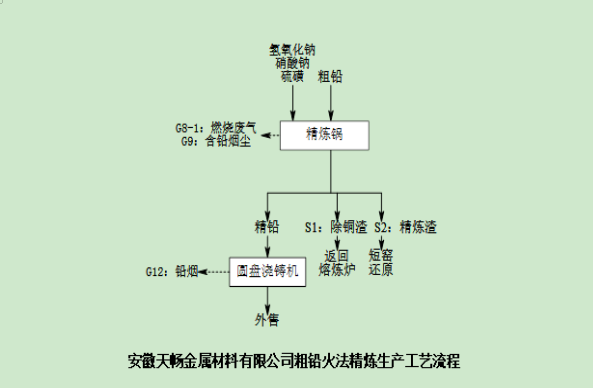 氢氧化钠
硝酸钠
硫磺 粗铅
G8-1：燃烧废气
G9：含铅烟尘
精炼锅
精铅 S1：除铜渣 S2：精炼渣
返回 短窑
熔炼炉 还原
G12：铅烟 圆盘浇铸机
外售
安徽天畅金属材料有限公司粗铅火法精炼生产工艺流程